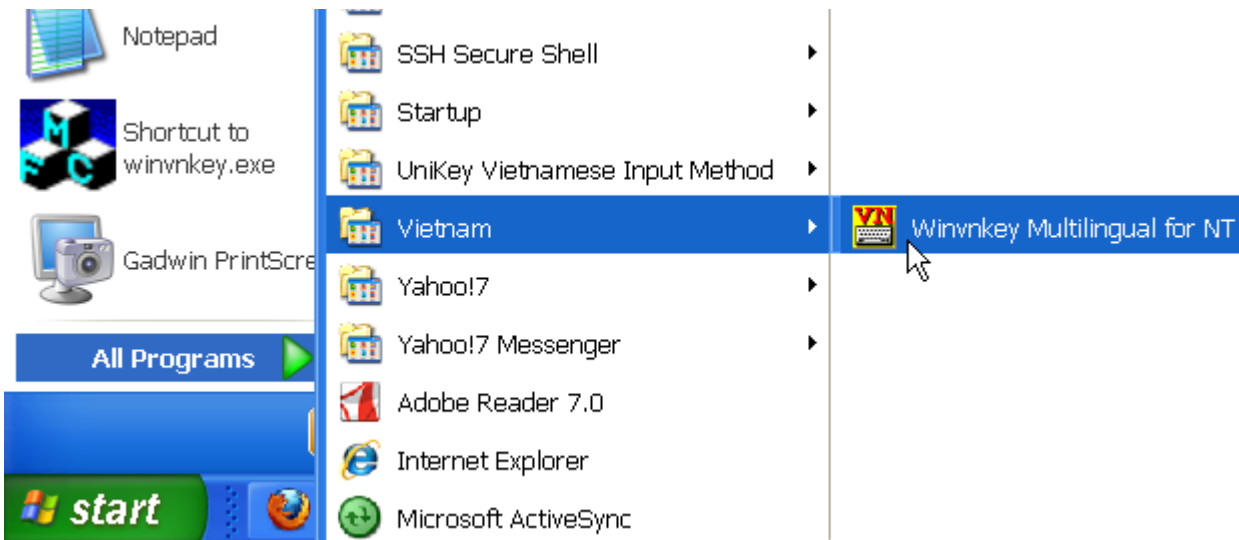 Notepad
Shortcut to
winvnkey.exe
Gadwin PrintScre
All Programs
start
SSH Secure Shell
Startup
UniKey Vietnamese Input Method
Vietnam
Yahoo!7
Yahoo!7 Messenger
Adobe Reader 7.0
Internet Explorer
Microsoft ActiveSync
VN
Winvnkey Multilingual for NT
M
F C